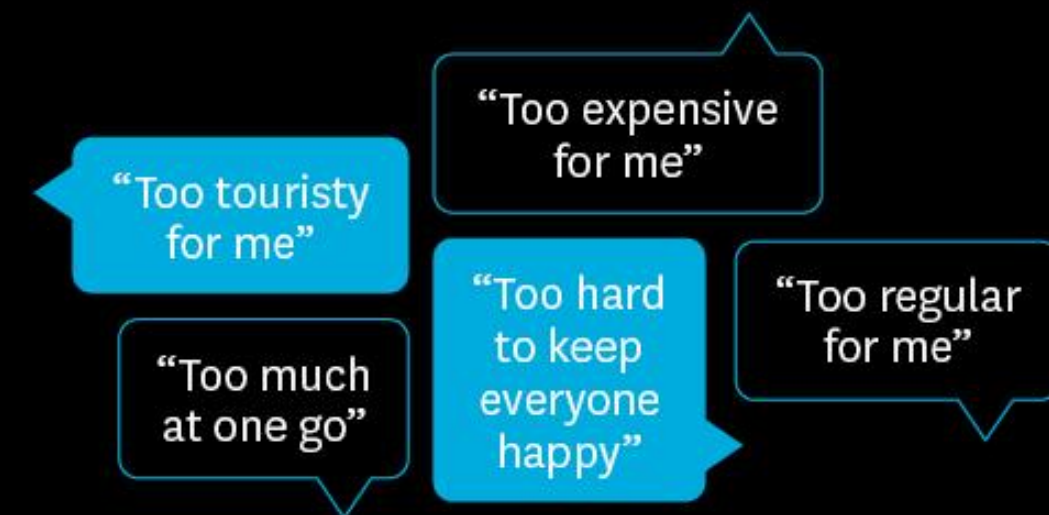 “Too expensive
for me”
“Too touristy
for me”
“Too hard
to keep
everyone
happy”
“Too regular
for me”
“Too much
at one go”